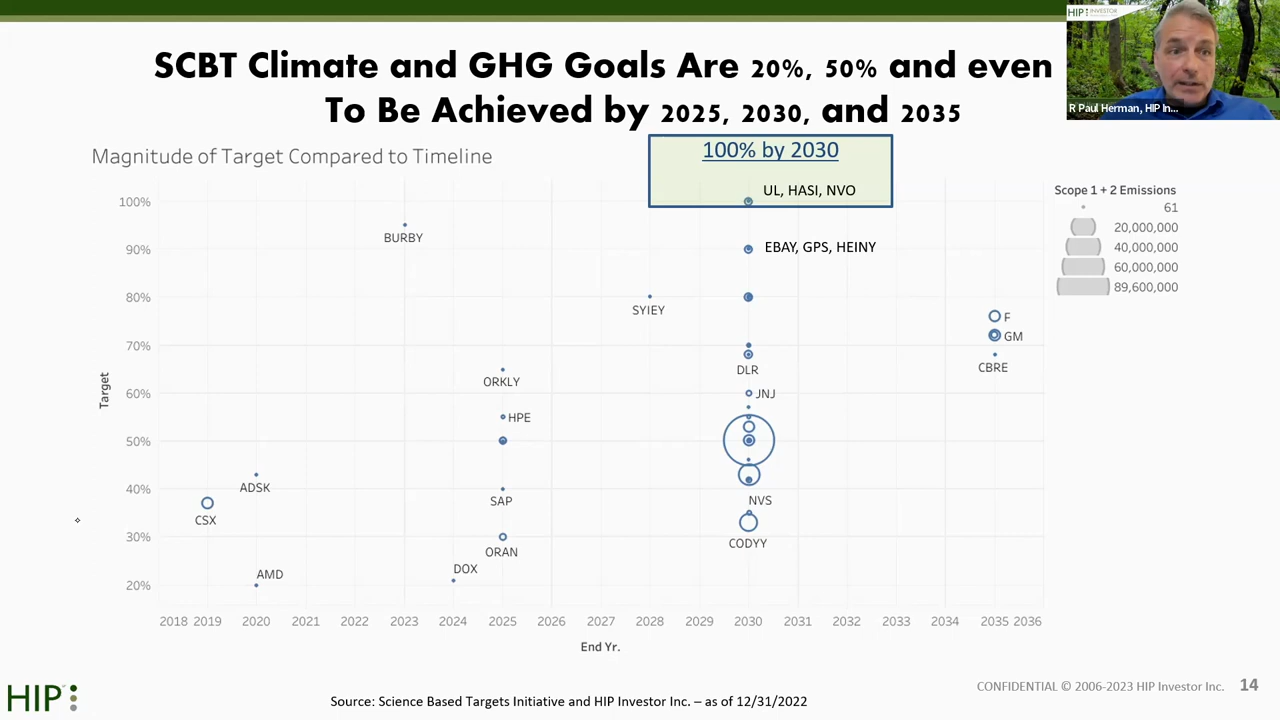 SCBT Climate and GHG Goals Are 20%, 50% and even
To Be Achieved by 2025, 2030, and 2035
HIP INVESTOR
R Paul Herman, HIP In...
Magnitude of Target Compared to Timeline
100% by 2030
UL, HASI, NVO
Scope 1 + 2 Emissions
61
20,000,000
40,000,000
60,000,000
89,600,000
Target
100%
90%
80%
70%
60%
50%
40%
30%
20%
BURBY
EBAY, GPS, HEINY
SYIEY
F
GM
CBRE
DLR
ORKLY
JNJ
HPE
ADSK
SAP
NVS
CSX
CODYY
ORAN
AMD
DOX
2018 2019 2020 2021 2022 2023 2024 2025 2026 2027 2028 2029 2030 2031 2032 2033 2034 2035 2036
End Yr.
HIP
Source: Science Based Targets Initiative and HIP Investor Inc. – as of 12/31/2022
CONFIDENTIAL © 2006-2023 HIP Investor Inc. 14